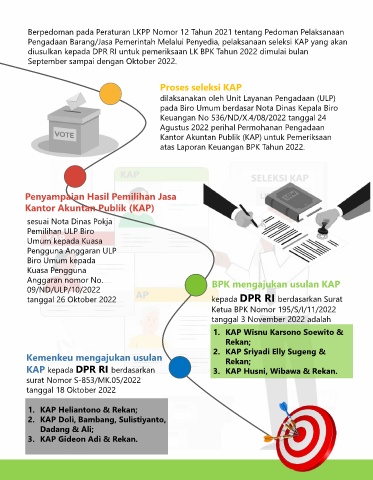 Berpedoman pada Peraturan LKPP Nomor 12 Tahun 2021 tentang Pedoman Pelaksanaan
Pengadaan Barang/Jasa Pemerintah Melalui Penyedia, pelaksanaan seleksi KAP yang akan
diusulkan kepada DPR RI untuk pemeriksaan LK BPK Tahun 2022 dimulai bulan
September sampai dengan Oktober 2022.
Proses seleksi KAP
dilaksanakan oleh Unit Layanan Pengadaan (ULP)
pada Biro Umum berdasar Nota Dinas Kepala Biro
Keuangan No 536/ND/X.4/08/2022 tanggal 24
Agustus 2022 perihal Permohonan Pengadaan
Kantor Akuntan Publik (KAP) untuk Pemeriksaan
atas Laporan Keuangan BPK Tahun 2022.
VOTE
KAP
SELEKSI KAP
Penyampaian Hasil Pemilihan Jasa
Kantor Akuntan Publik (KAP)
sesuai Nota Dinas Pokja
Pemilihan ULP Biro
Umum kepada Kuasa
Pengguna Anggaran ULP
Biro Umum kepada
Kuasa Pengguna
Anggaran nomor No.
09/ND/ULP/10/2022
tanggal 26 Oktober 2022
AP
BPK mengajukan usulan KAP
kepada DPR RI berdasarkan Surat
Ketua BPK Nomor 195/S/I/11/2022
tanggal 3 November 2022 adalah
1. KAP Wisnu Karsono Soewito &
Rekan;
2. KAP Sriyadi Elly Sugeng &
Rekan;
3. KAP Husni, Wibawa & Rekan.
Kemenkeu mengajukan usulan
KAP kepada DPR RI berdasarkan
surat Nomor S-853/MK.05/2022
tanggal 18 Oktober 2022
1. KAP Heliantono & Rekan;
2. KAP Doli, Bambang, Sulistiyanto,
Dadang & Ali;
3. KAP Gideon Adi & Rekan.